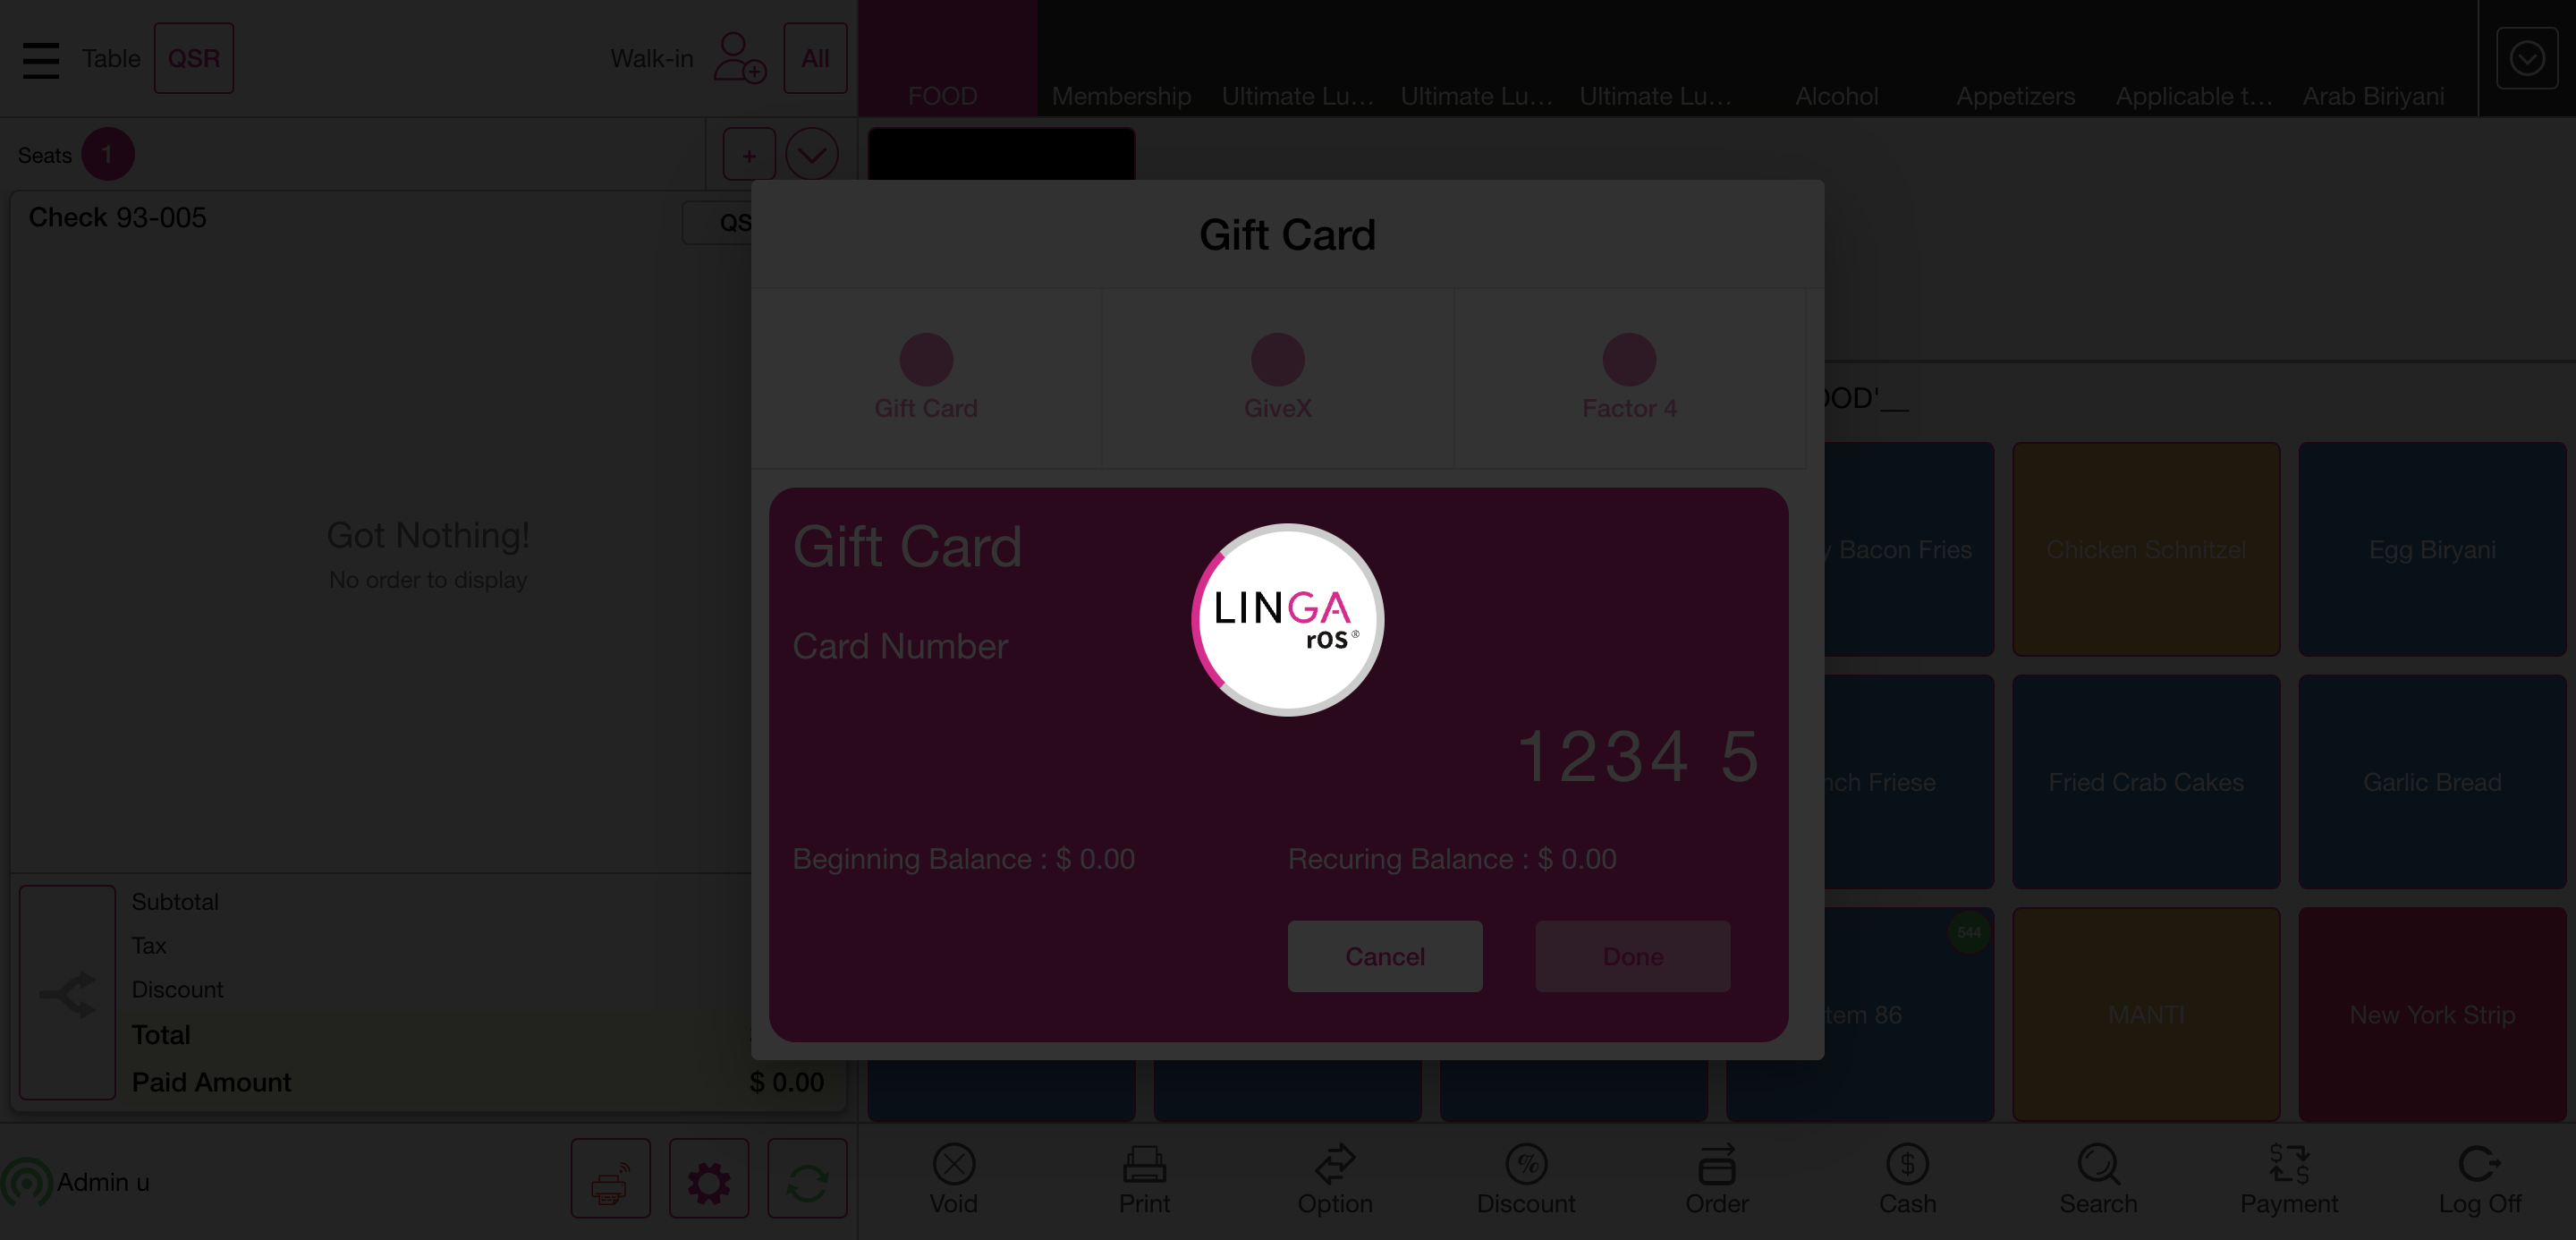 Table QSR Walk-in All
FOOD Membership Ultimate Lu... Ultimate Lu... Ultimate Lu... Alcohol Appetizers Applicable t... Arab Biriyani
Seats 1 +
Check 93-005 QS
Got Nothing!
No order to display
Subtotal
Tax
Discount
Total
Paid Amount $ 0.00
Admin u
Gift Card
Gift Card GiveX Factor 4
Gift Card
Card Number
LINGA
rOS®
1234 5
Beginning Balance : $ 0.00 Recuring Balance : $ 0.00
Cancel Done
OOD'__
y Bacon Fries Chicken Schnitzel Egg Biryani
nch Friese Fried Crab Cakes Garlic Bread
544
tem 86 MANTI New York Strip
Void Print Option Discount Order Cash Search Payment Log Off